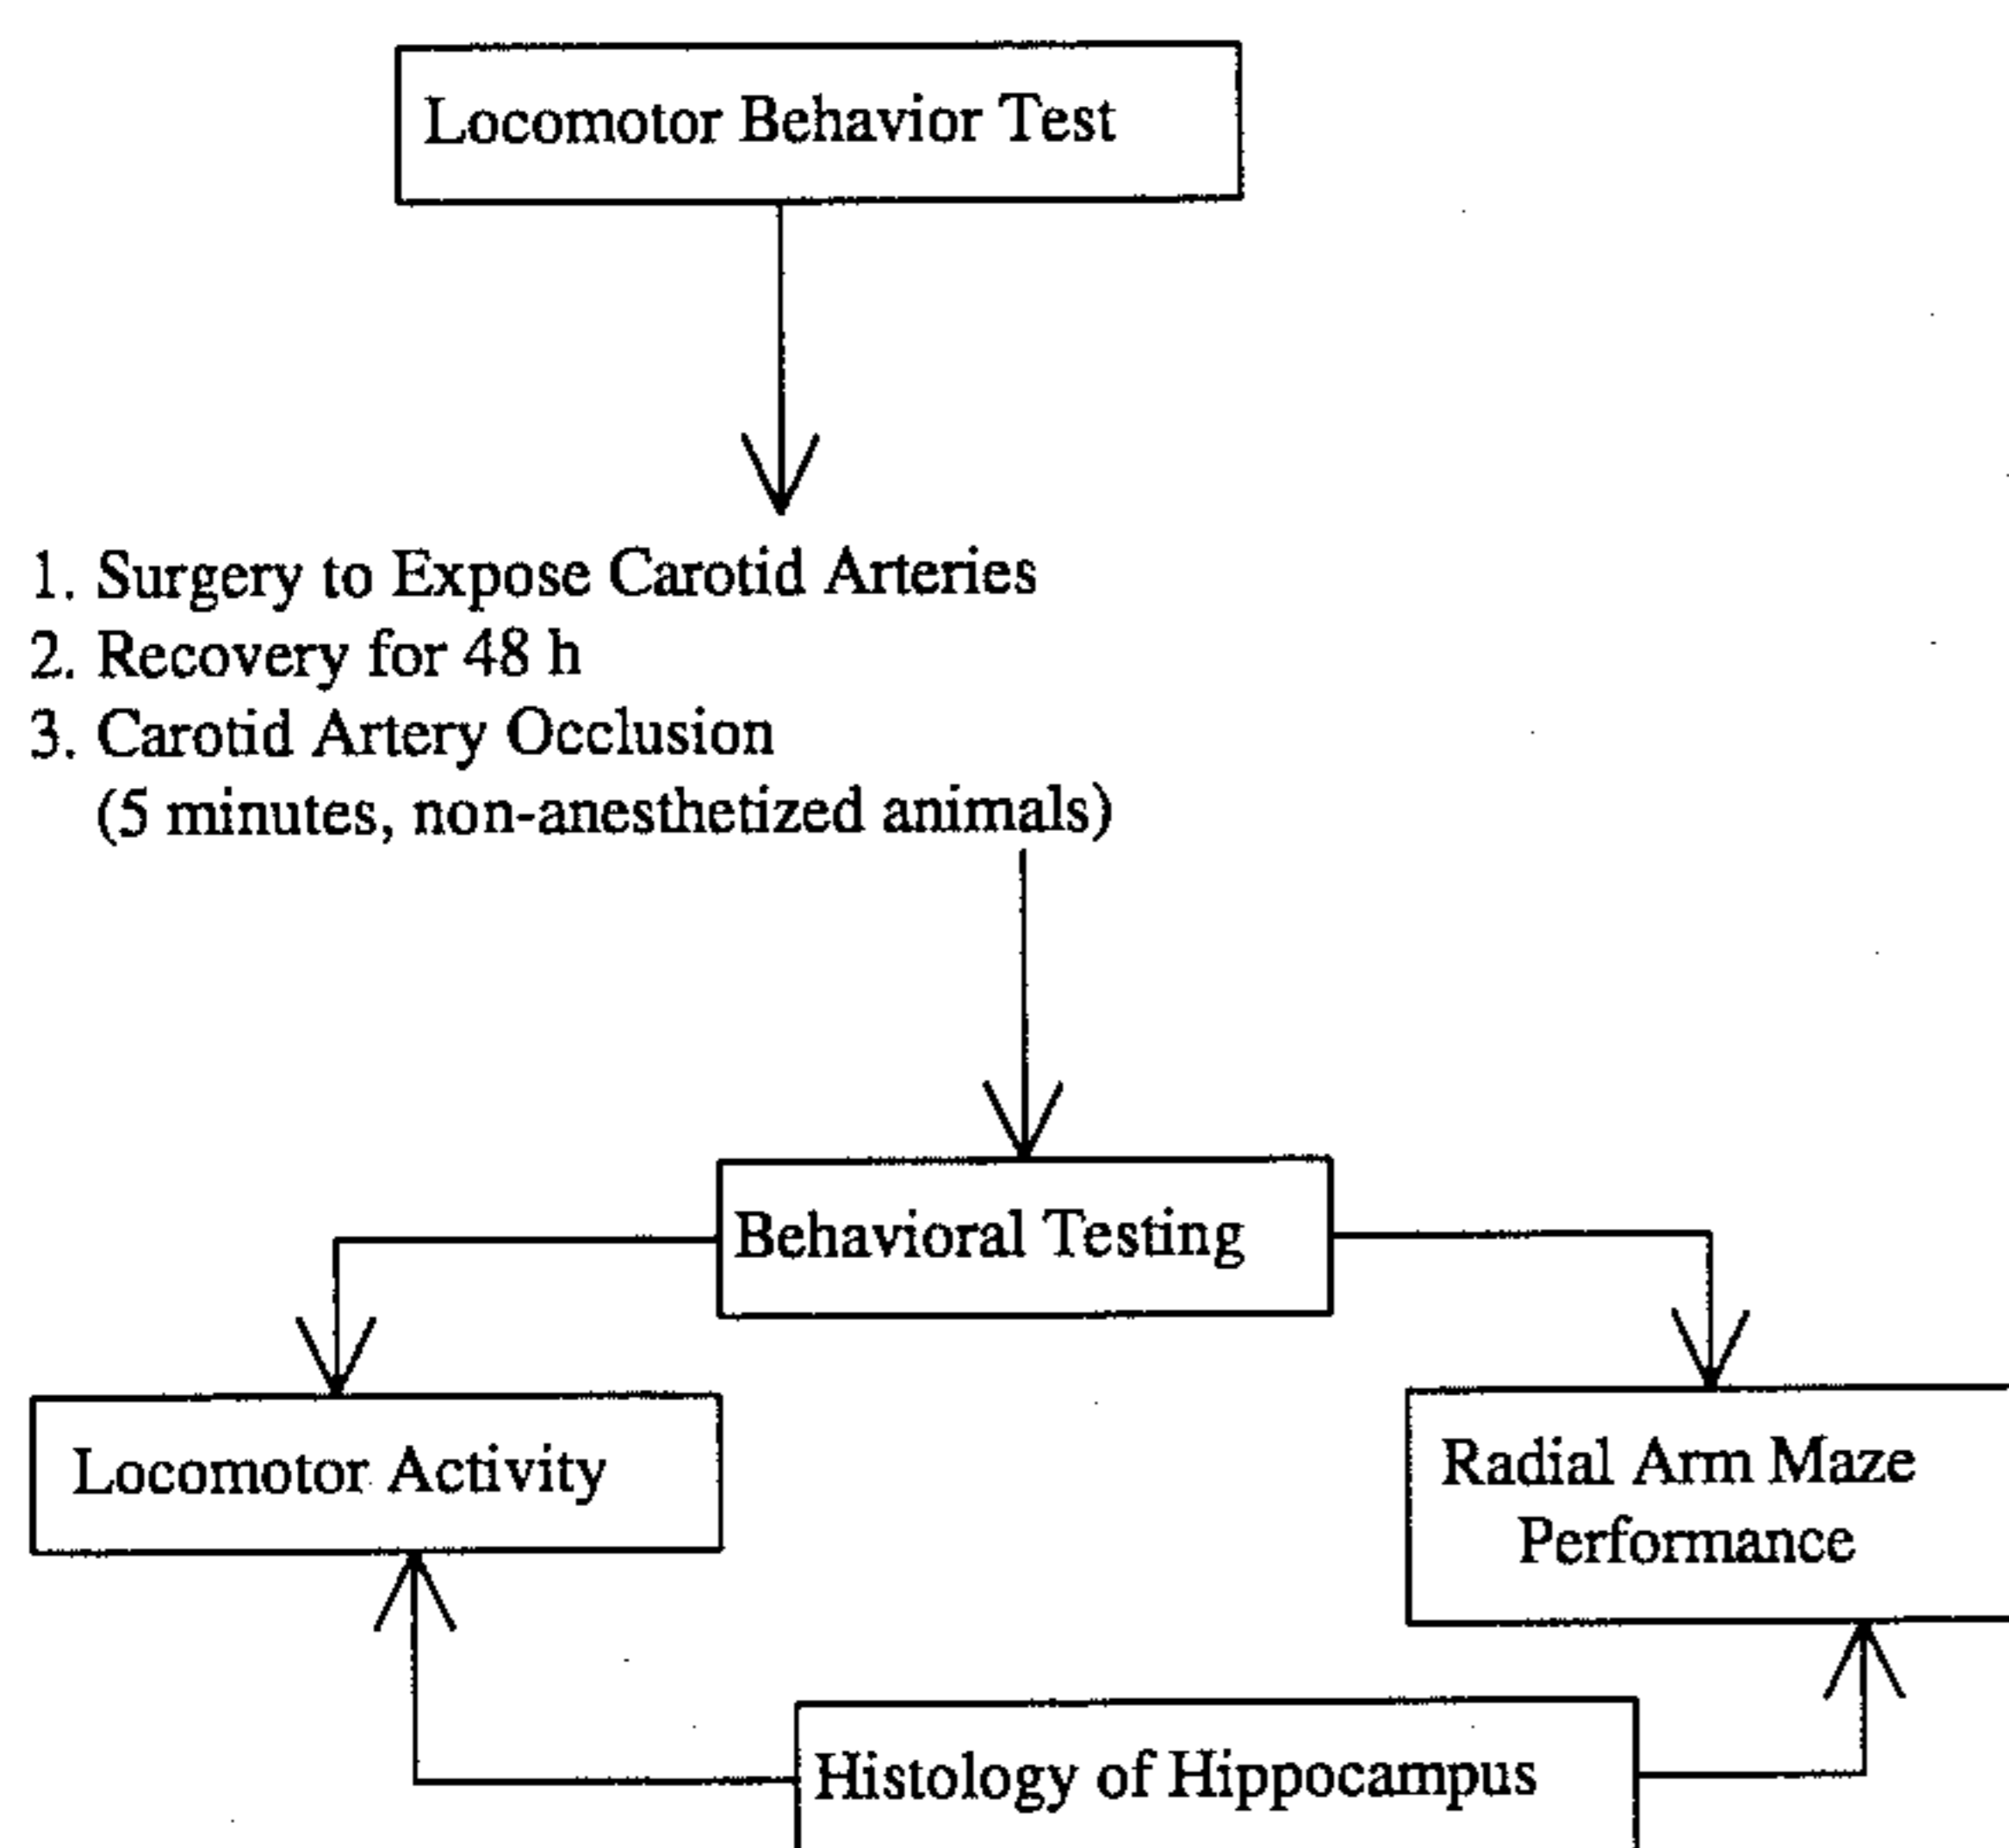 Locomotor Behavior Test
1. Surgery to Expose Carotid Arteries
2. Recovery for 48 h
3. Carotid Artery Occlusion
(5 minutes, non-anesthetized animals)
Behavioral Testing
Locomotor Activity
Radial Arm Maze
Performance
Histology of Hippocampus